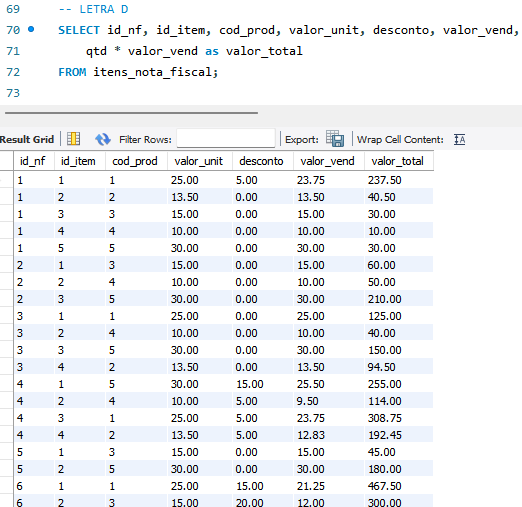 69 -- LETRA D
70 SELECT id_nf, id_item, cod_prod, valor_unit, desconto, valor_vend,
71 qtd * valor_vend as valor_total
72 FROM itens_nota_fiscal;
73
Result Grid Filter Rows: Export: Wrap Cell Content:
id_nf id_item cod_prod valor_unit desconto valor_vend valor_total
1 1 1 25.00 5.00 23.75 237.50
1 2 2 13.50 0.00 13.50 40.50
1 3 3 15.00 0.00 15.00 30.00
1 4 4 10.00 0.00 10.00 10.00
1 5 5 30.00 0.00 30.00 30.00
2 1 3 15.00 0.00 15.00 60.00
2 2 4 10.00 0.00 10.00 50.00
2 3 5 30.00 0.00 30.00 210.00
3 1 1 25.00 0.00 25.00 125.00
3 2 4 10.00 0.00 10.00 40.00
3 3 5 30.00 0.00 30.00 150.00
3 4 2 13.50 0.00 13.50 94.50
4 1 5 30.00 15.00 25.50 255.00
4 2 4 10.00 5.00 9.50 114.00
4 3 1 25.00 5.00 23.75 308.75
4 4 2 13.50 5.00 12.83 192.45
5 1 3 15.00 0.00 15.00 45.00
5 2 5 30.00 0.00 30.00 180.00
6 1 1 25.00 15.00 21.25 467.50
6 2 3 15.00 20.00 12.00 300.00